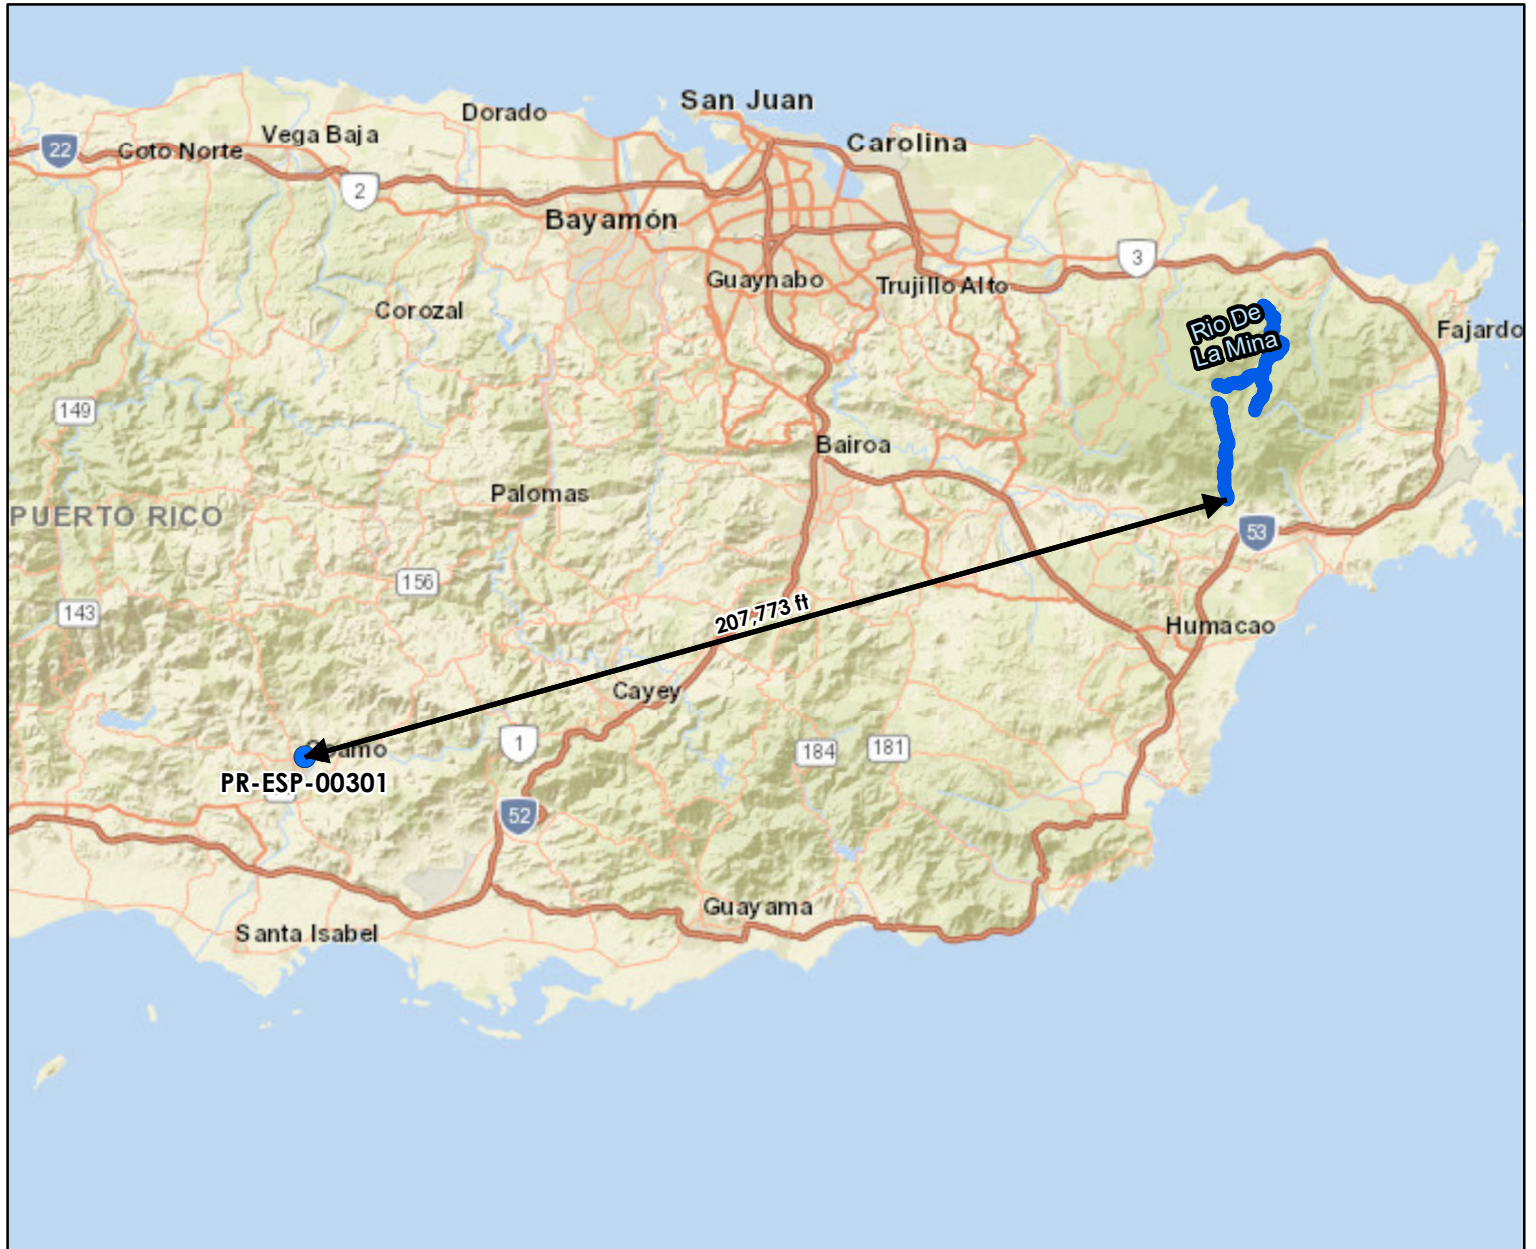 San Juan
Dorado
Vega Baja
Carolina
22
Coto Norte
2
Bayamón
3
Guaynabo
Trujillo Alto
Corozal
Rio De
La Mina
Fajardo
149
Bairoa
Palomas
PUERTO RICO
53
156
143
207,773 ft
Humacao
Cayey
1
184
181
PR-ESP-00301
52
Guayama
Santa Isabel